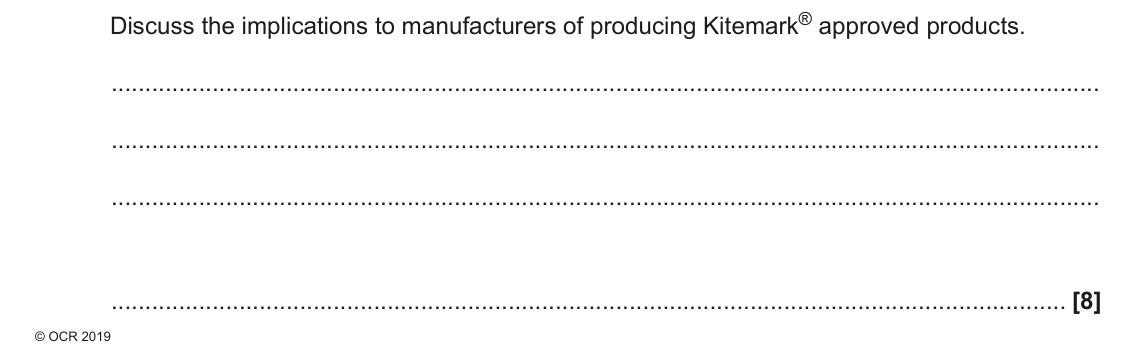 Discuss the implications to manufacturers of producing Kitemark® approved products.
....................................................................................................................................................
....................................................................................................................................................
....................................................................................................................................................
............................................................................................................................................... [8]
© OCR 2019